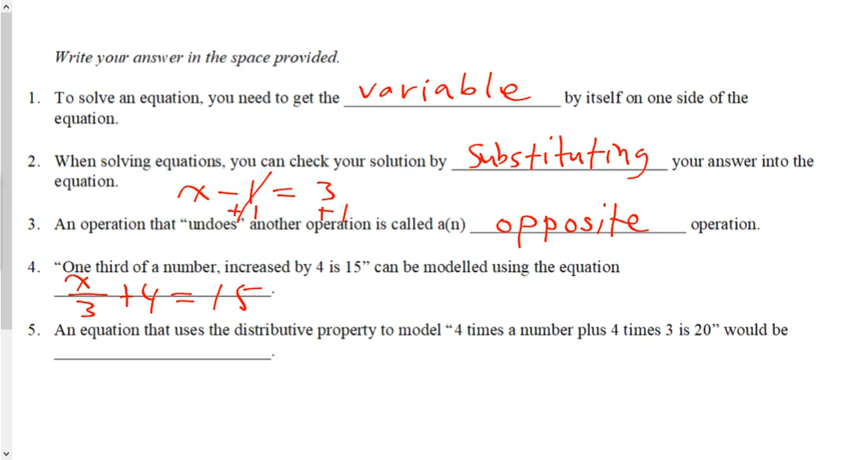 Write your answer in the space provided.
1. To solve an equation, you need to get the variable by itself on one side of the
equation.
2. When solving equations, you can check your solution by substituting your answer into the
equation.
x - 1 = 3
+1 +1
3. An operation that “undoes” another operation is called a(n) opposite operation.
4. “One third of a number, increased by 4 is 15” can be modelled using the equation
x/3 + 4 = 15.
5. An equation that uses the distributive property to model “4 times a number plus 4 times 3 is 20” would be
____________________.